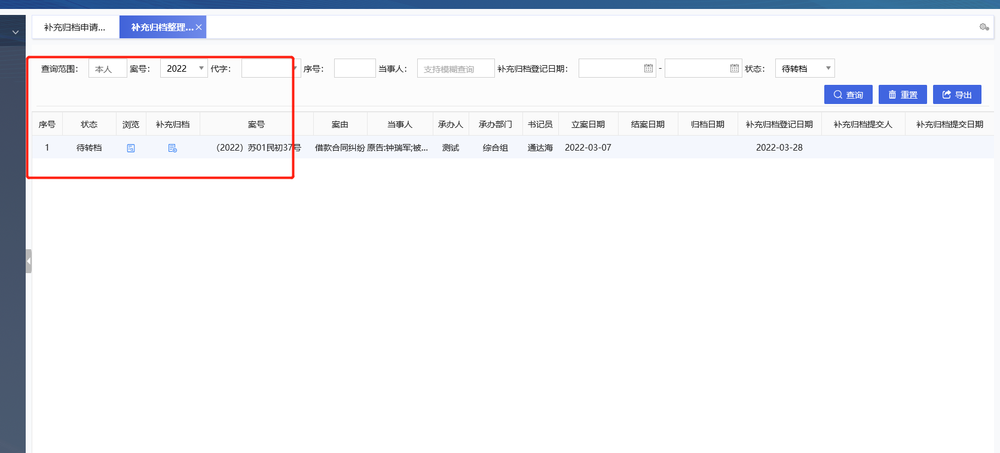 补充归档申请... 补充归档整理...
查询范围： 本人 案号： 2022 代字： 序号： 当事人： 支持模糊查询 补充归档登记日期： - 状态： 待转档
查询 重置 导出
序号 状态 浏览 补充归档 案号 案由 当事人 承办人 承办部门 书记员 立案日期 结案日期 归档日期 补充归档登记日期 补充归档提交人 补充归档提交日期
1 待转档 （2022）苏01民初37号 借款合同纠纷 原告:钟瑞军;被... 测试 综合组 通达海 2022-03-07 2022-03-28